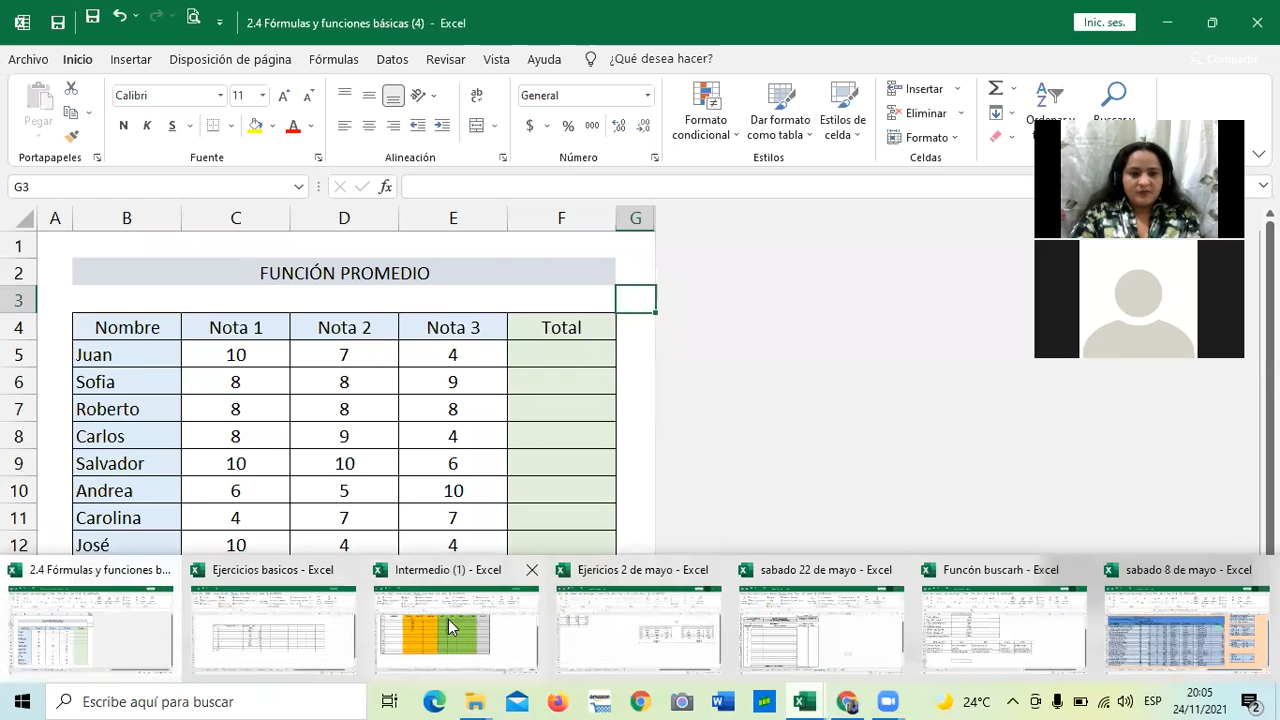 2.4 Fórmulas y funciones básicas (4) - Excel
Inic. ses.
Archivo Inicio Insertar Disposición de página Fórmulas Datos Revisar Vista Ayuda ¿Qué desea hacer? Compartir
Pegar
Calibri 11
N K S
General
$ % 000
Formato condicional
Dar formato como tabla
Estilos de celda
Insertar
Eliminar
Formato
Portapapeles Fuente Alineación Número Estilos Celdas
G3 fx
A B C D E F G
1
2 FUNCIÓN PROMEDIO
3
4 Nombre Nota 1 Nota 2 Nota 3 Total
5 Juan 10 7 4
6 Sofia 8 8 9
7 Roberto 8 8 8
8 Carlos 8 9 4
9 Salvador 10 10 6
10 Andrea 6 5 10
11 Carolina 4 7 7
12 José 10 4 4
2.4 Fórmulas y funciones b... Ejercicios basicos - Excel Intermedio (1) - Excel Ejericios 2 de mayo - Excel sabado 22 de mayo - Excel Funcón buscarh - Excel sabado 8 de mayo - Excel
Escribe aquí para buscar
24°C
ESP
20:05
24/11/2021
2